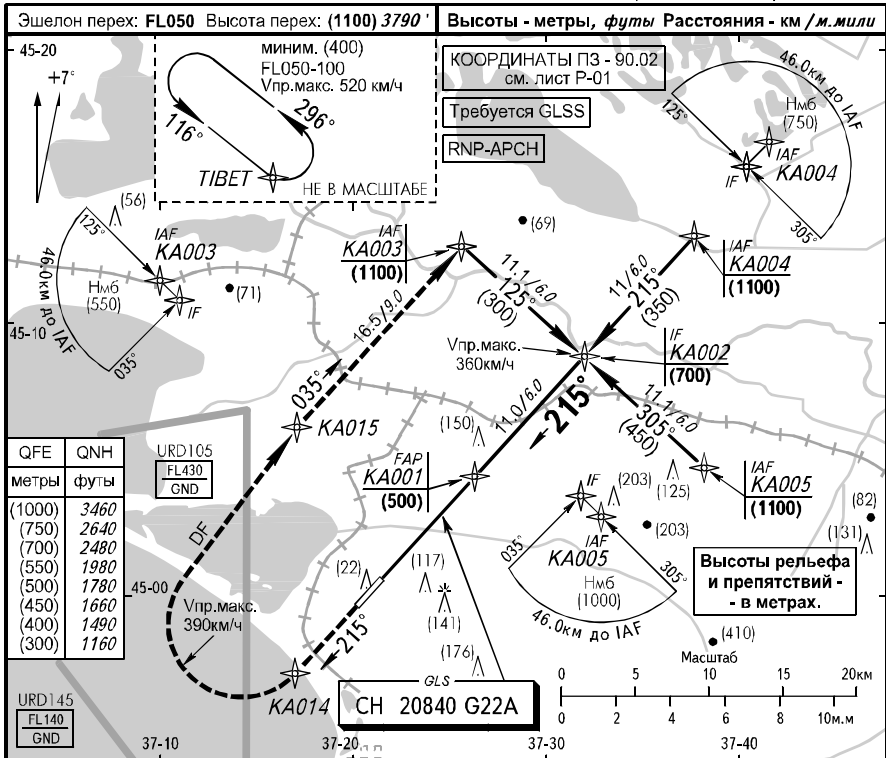 Эшелон перех: FL050 Высота перех: (1100) 3790 '
Высоты - метры, футы Расстояния - км / м.мили
45-20
+7°
миним. (400)
FL050-100
Vпр.макс. 520 км/ч
116°
296°
TIBET
НЕ В МАСШТАБЕ
КООРДИНАТЫ ПЗ - 90.02
см. лист Р-01
Требуется GLSS
RNP-APCH
46.0км до IAF
125°
Нмб
(750)
IAF
KA004
IF
305°
(56)
125°
IAF
KA003
46.0км до IAF
Нмб
(550)
IF
035°
(71)
IAF
KA003
(1100)
(69)
11.1/6.0
125°
(300)
11/6.0
215°
(350)
IAF
KA004
(1100)
45-10
16.5/9.0
035°
Vпр.макс.
360км/ч
IF
KA002
(700)
11.0/6.0
215°
11.1/6.0
305°
(450)
KA015
(150)
FAP
KA001
(500)
IAF
KA005
(1100)
QFE QNH
метры футы
(1000) 3460
(750) 2640
(700) 2480
(550) 1980
(500) 1780
(450) 1660
(400) 1490
(300) 1160
URD105
FL430
GND
DF
IF
(203)
(125)
(82)
(131)
IAF
KA005
(203)
035°
305°
Нмб
(1000)
46.0км до IAF
Высоты рельефа
и препятствий -
- в метрах.
45-00
(22)
(117)
(141)
Vпр.макс.
390км/ч
215°
(176)
(410)
Масштаб
0 5 10 15 20км
0 2 4 6 8 10м.м
KA014
GLS
CH 20840 G22A
URD145
FL140
GND
37-10
37-20
37-30
37-40